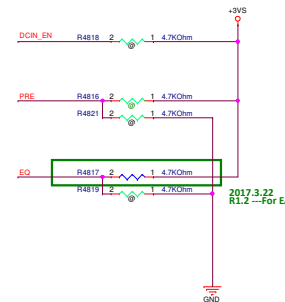 +3VS
DCIN_EN R4818 2 1 4.7KOhm
@
PRE R4816 2 1 4.7KOhm
@
R4821 2 1 4.7KOhm
@
EQ R4817 2 1 4.7KOhm
R4819 2 1 4.7KOhm
@
2017.3.22
R1.2 ---For
GND